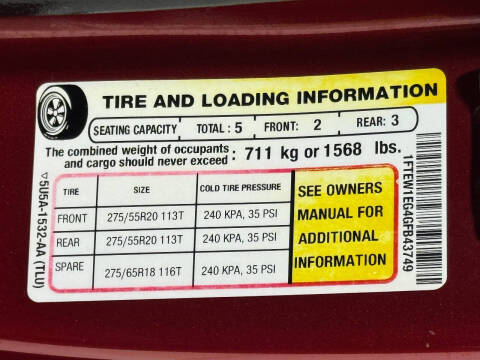 TIRE AND LOADING INFORMATION
SEATING CAPACITY TOTAL : 5 FRONT: 2 REAR: 3
The combined weight of occupants
and cargo should never exceed : 711 kg or 1568 lbs.
TIRE SIZE COLD TIRE PRESSURE
FRONT 275/55R20 113T 240 KPA, 35 PSI
REAR 275/55R20 113T 240 KPA, 35 PSI
SPARE 275/65R18 116T 240 KPA, 35 PSI
SEE OWNERS
MANUAL FOR
ADDITIONAL
INFORMATION
▽5U5A-1532-AA (TLU)
1FTEW1EG4GFB43749